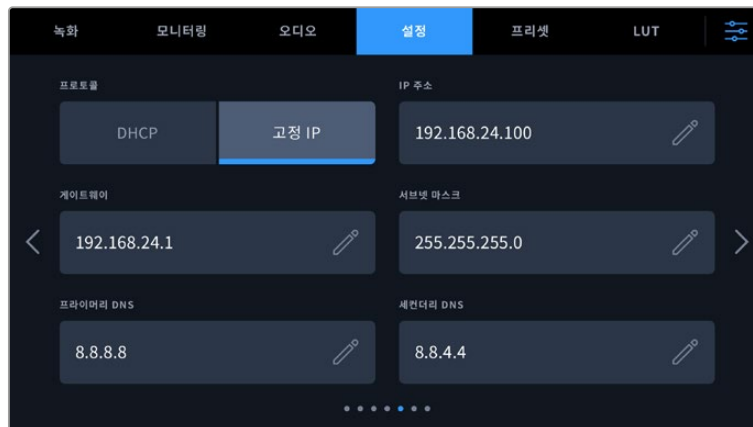 녹화 모니터링 오디오 설정 프리셋 LUT
프로토콜 IP 주소
DHCP 고정 IP 192.168.24.100
게이트웨이 서브넷 마스크
192.168.24.1 255.255.255.0
프라이머리 DNS 세컨더리 DNS
8.8.8.8 8.8.4.4